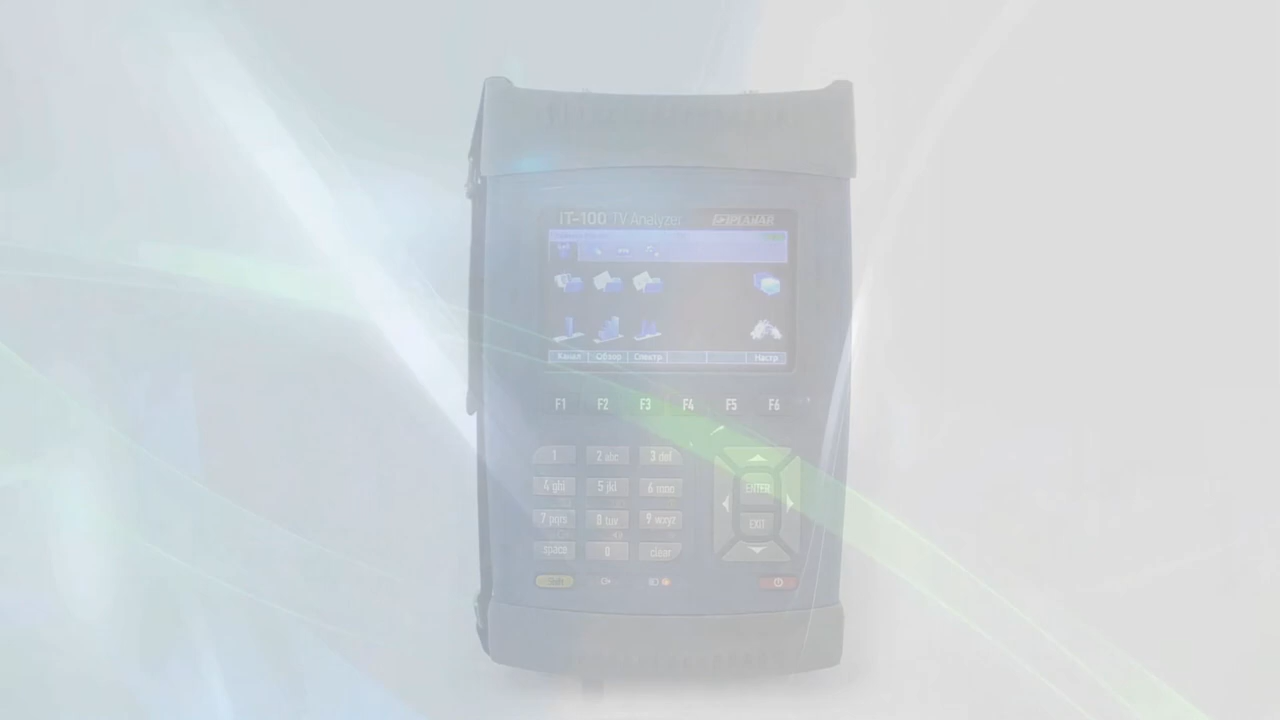 iT-100 TV Analyzer PLANAR
Канал Обзор Спектр Настр
F1 F2 F3 F4 F5 F6
1 2 abc 3 def
4 ghi 5 jkl 6 mno
ENTER
7 pqrs 8 tuv 9 wxyz
EXIT
space 0 clear